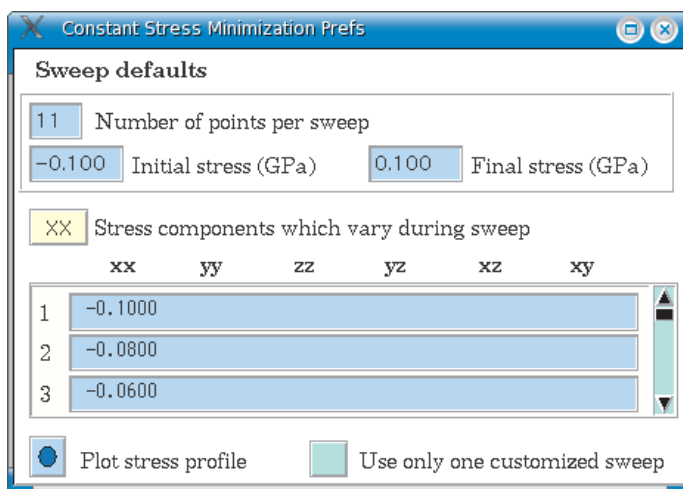 Constant Stress Minimization Prefs
Sweep defaults
11 Number of points per sweep
-0.100 Initial stress (GPa) 0.100 Final stress (GPa)
XX Stress components which vary during sweep
xx yy zz yz xz xy
1 -0.1000
2 -0.0800
3 -0.0600
Plot stress profile Use only one customized sweep